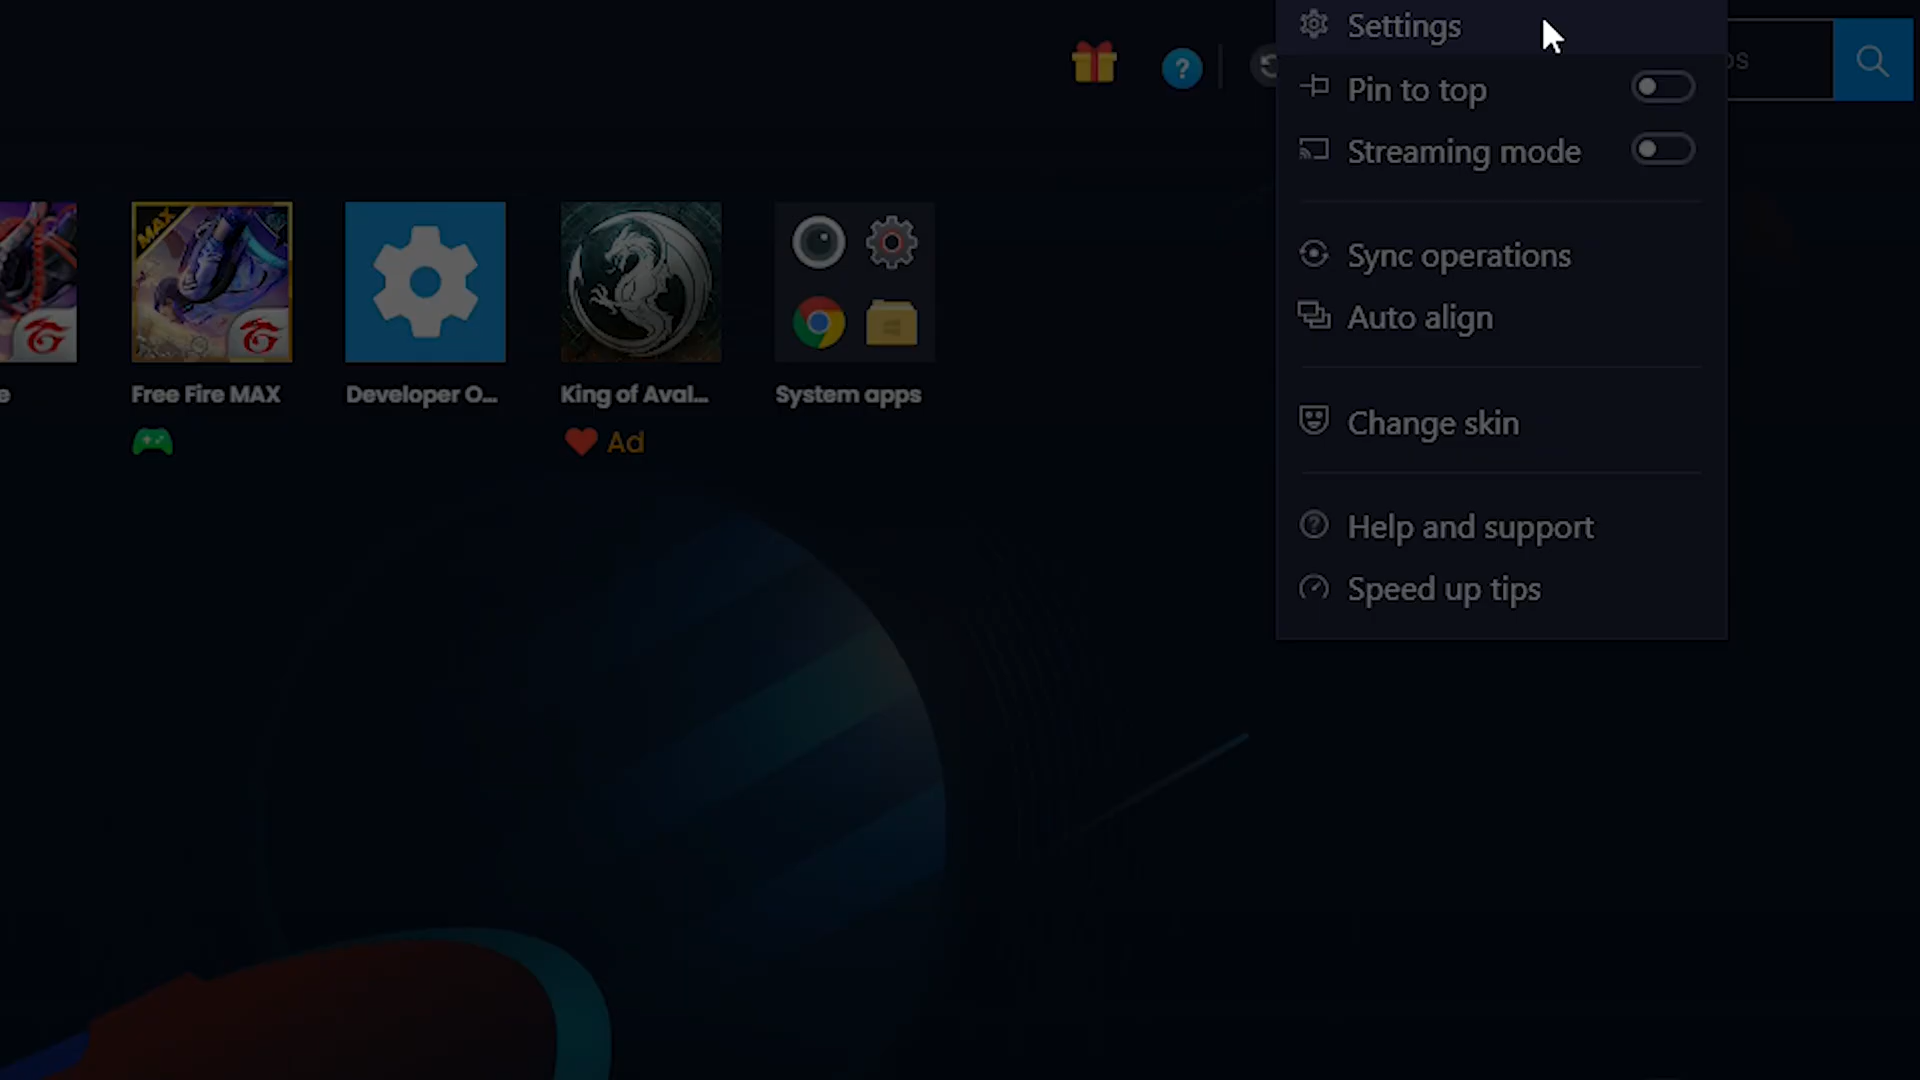 Settings
Pin to top
Streaming mode
Sync operations
Auto align
Change skin
Help and support
Speed up tips
?
MAX
e
Free Fire MAX
Developer O...
King of Aval...
System apps
Ad